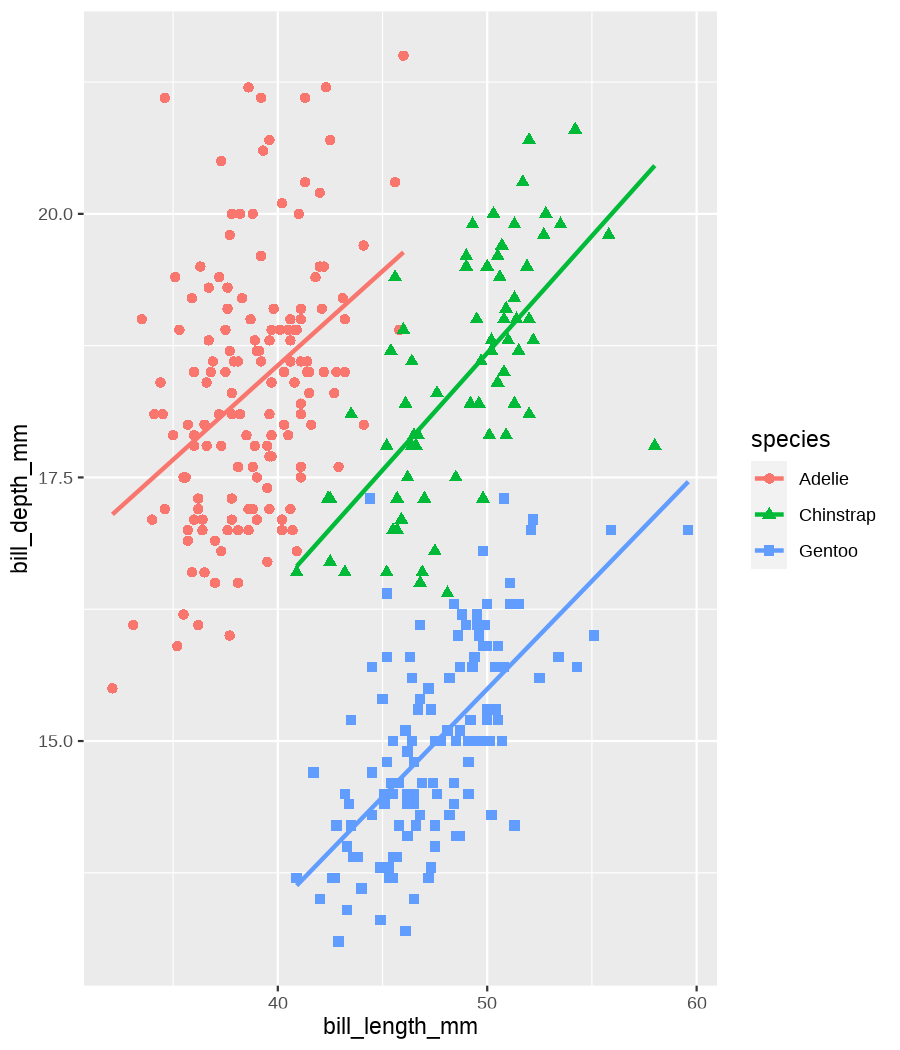 20.0
17.5
15.0
40
50
60
bill_length_mm
bill_depth_mm
species
Adelie
Chinstrap
Gentoo